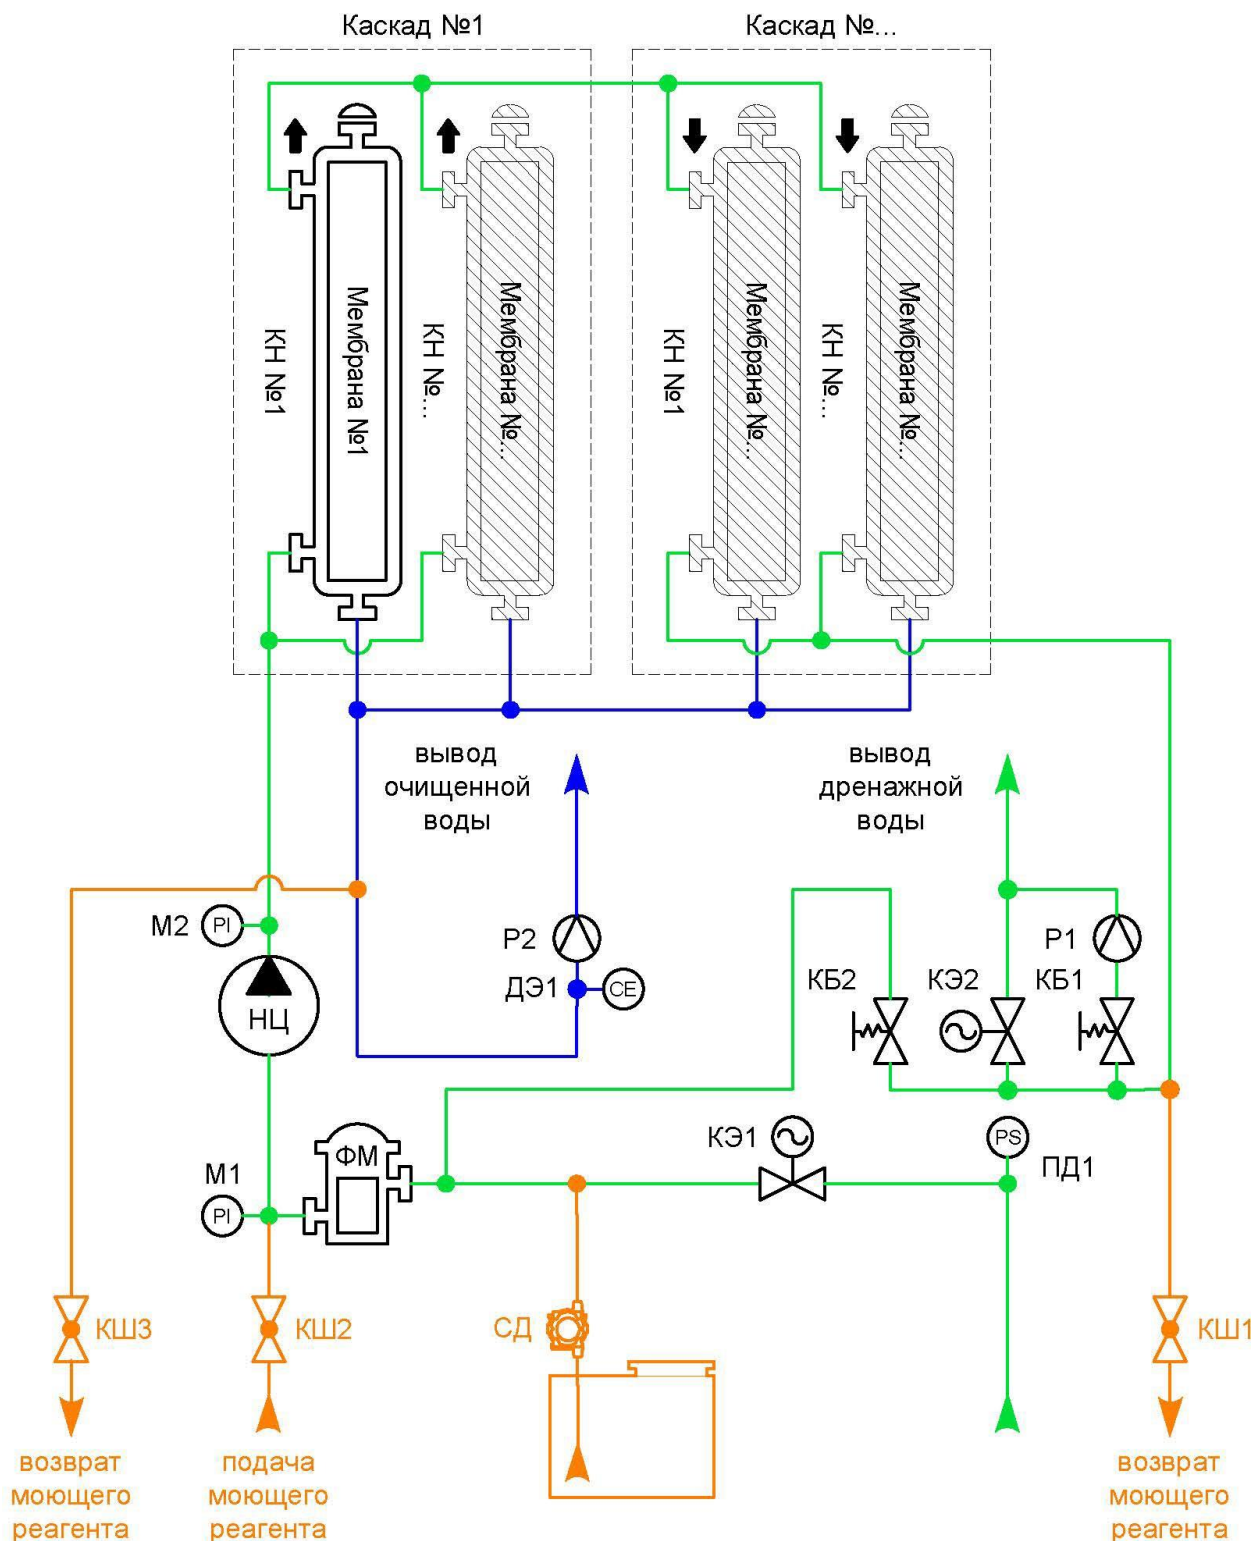 Каскад №1
Каскад №...
КН №1
Мембрана №1
КН №...
Мембрана №...
КН №1
Мембрана №...
КН №...
Мембрана №...
вывод
очищенной
воды
вывод
дренажной
воды
М2
PI
НЦ
Р2
ДЭ1
CE
КБ2
КЭ2
КБ1
Р1
М1
PI
ФМ
КЭ1
PS
ПД1
КШ3
КШ2
СД
КШ1
возврат
моющего
реагента
подача
моющего
реагента
возврат
моющего
реагента